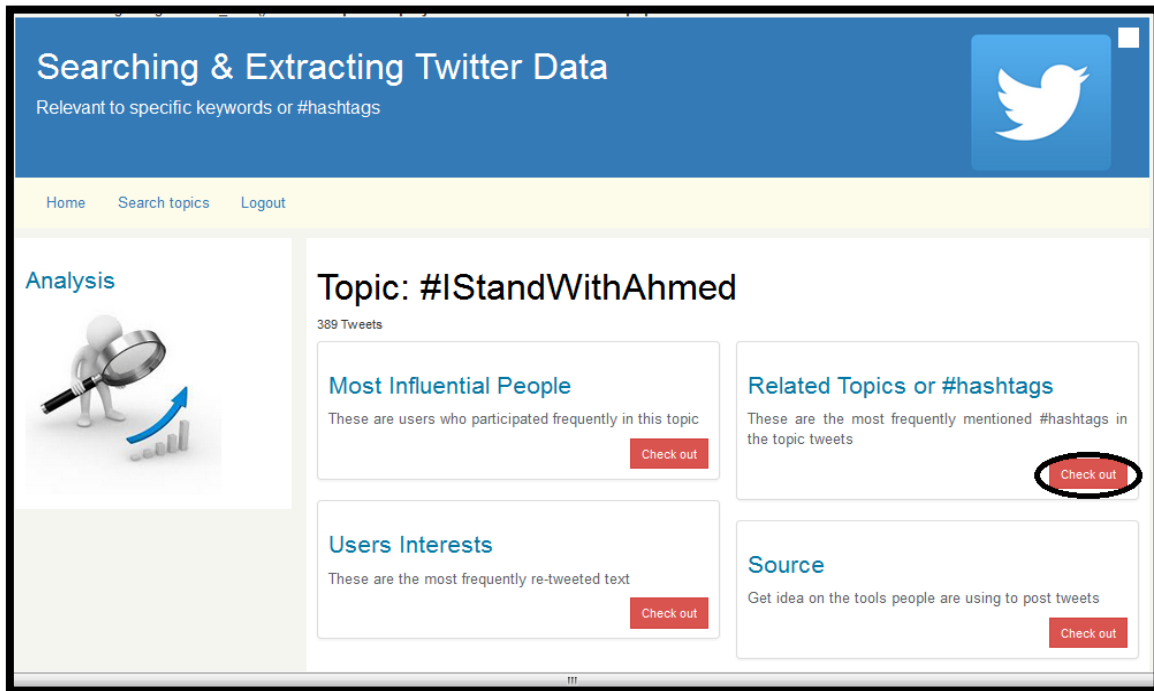 Searching & Extracting Twitter Data
Relevant to specific keywords or #hashtags
Home Search topics Logout
Analysis
Topic: #IStandWithAhmed
389 Tweets
Most Influential People
These are users who participated frequently in this topic
Check out
Related Topics or #hashtags
These are the most frequently mentioned #hashtags in
the topic tweets
Check out
Users Interests
These are the most frequently re-tweeted text
Check out
Source
Get idea on the tools people are using to post tweets
Check out